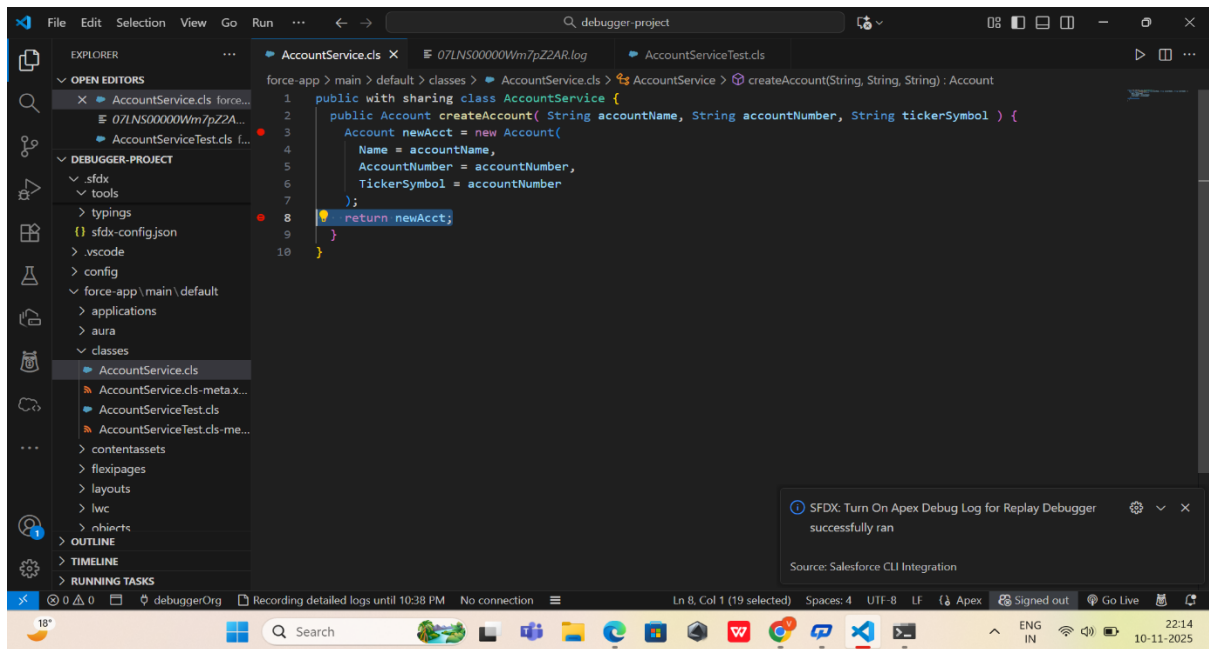 File Edit Selection View Go Run ··· debugger-project
EXPLORER ···
OPEN EDITORS
AccountService.cls force...
07LNS00000Wm7pZ2A...
AccountServiceTest.cls f...
DEBUGGER-PROJECT
.sfdx
tools
typings
{} sfdx-config.json
.vscode
config
force-app\main\default
applications
aura
classes
AccountService.cls
AccountService.cls-meta.x...
AccountServiceTest.cls
AccountServiceTest.cls-me...
contentassets
flexipages
layouts
lwc
objects
OUTLINE
TIMELINE
RUNNING TASKS
AccountService.cls 07LNS00000Wm7pZ2AR.log AccountServiceTest.cls
force-app > main > default > classes > AccountService.cls > AccountService > createAccount(String, String, String) : Account
1 public with sharing class AccountService {
2 public Account createAccount( String accountName, String accountNumber, String tickerSymbol ) {
3 Account newAcct = new Account(
4 Name = accountName,
5 AccountNumber = accountNumber,
6 TickerSymbol = accountNumber
7 );
8 return newAcct;
9 }
10 }
SFDX: Turn On Apex Debug Log for Replay Debugger
successfully ran
Source: Salesforce CLI Integration
1
0 0 debuggerOrg Recording detailed logs until 10:38 PM No connection Ln 8, Col 1 (19 selected) Spaces: 4 UTF-8 LF Apex Signed out Go Live
18°
Search
W
ENG
IN
22:14
10-11-2025